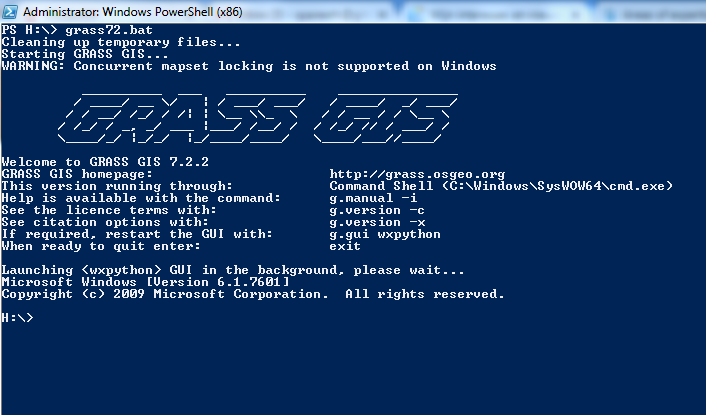 Administrator: Windows PowerShell (x86)
PS H:\> grass72.bat
Cleaning up temporary files...
Starting GRASS GIS...
WARNING: Concurrent mapset locking is not supported on Windows
GRASS GIS
Welcome to GRASS GIS 7.2.2
GRASS GIS homepage: http://grass.osgeo.org
This version running through: Command Shell (C:\Windows\SysWOW64\cmd.exe)
Help is available with the command: g.manual -i
See the licence terms with: g.version -c
See citation options with: g.version -x
If required, restart the GUI with: g.gui wxpython
When ready to quit enter: exit
Launching <wxpython> GUI in the background, please wait...
Microsoft Windows [Version 6.1.7601]
Copyright (c) 2009 Microsoft Corporation.  All rights reserved.
H:\>